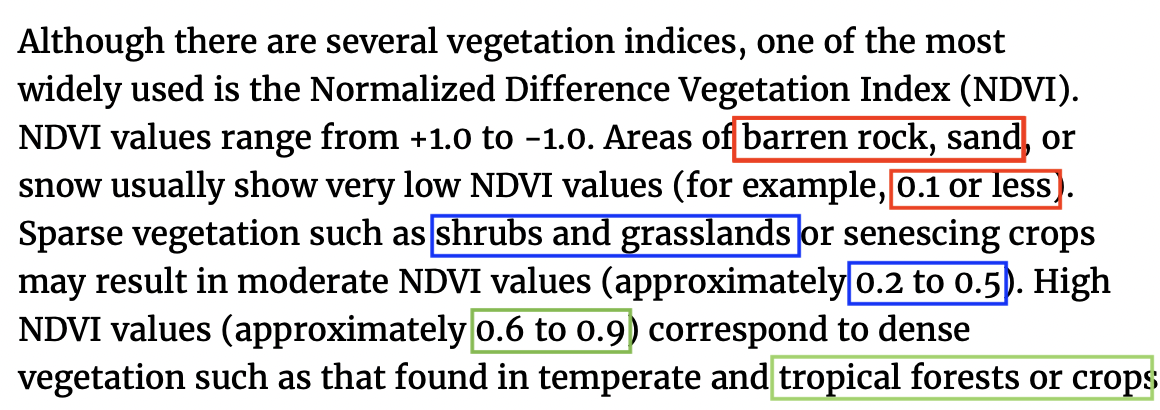 Although there are several vegetation indices, one of the most
widely used is the Normalized Difference Vegetation Index (NDVI).
NDVI values range from +1.0 to -1.0. Areas of barren rock, sand, or
snow usually show very low NDVI values (for example, 0.1 or less).
Sparse vegetation such as shrubs and grasslands or senescing crops
may result in moderate NDVI values (approximately 0.2 to 0.5). High
NDVI values (approximately 0.6 to 0.9) correspond to dense
vegetation such as that found in temperate and tropical forests or crops